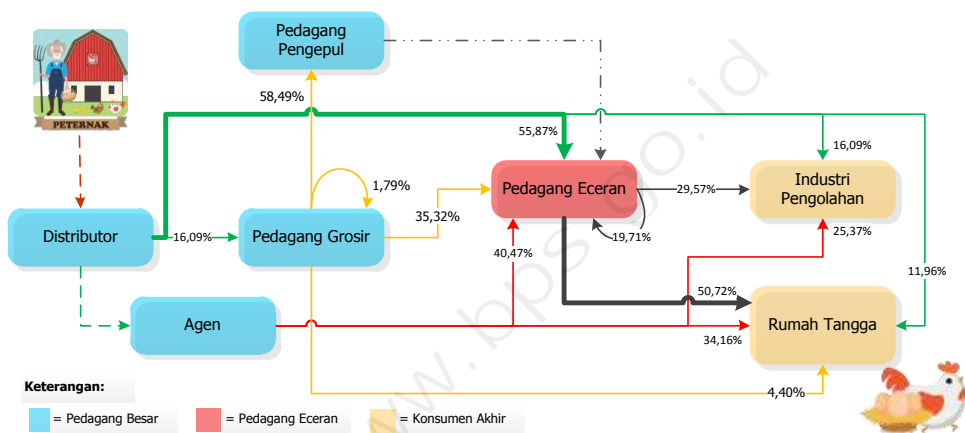 Pedagang
Pengepul
PETERNAK
58,49%
55,87%
16,09%
1,79%
Pedagang Eceran
29,57%
Industri
Pengolahan
35,32%
Distributor
16,09%
Pedagang Grosir
19,71%
25,37%
40,47%
11,96%
50,72%
Agen
Rumah Tangga
34,16%
4,40%
Keterangan:
= Pedagang Besar
= Pedagang Eceran
= Konsumen Akhir
www.bps.go.id